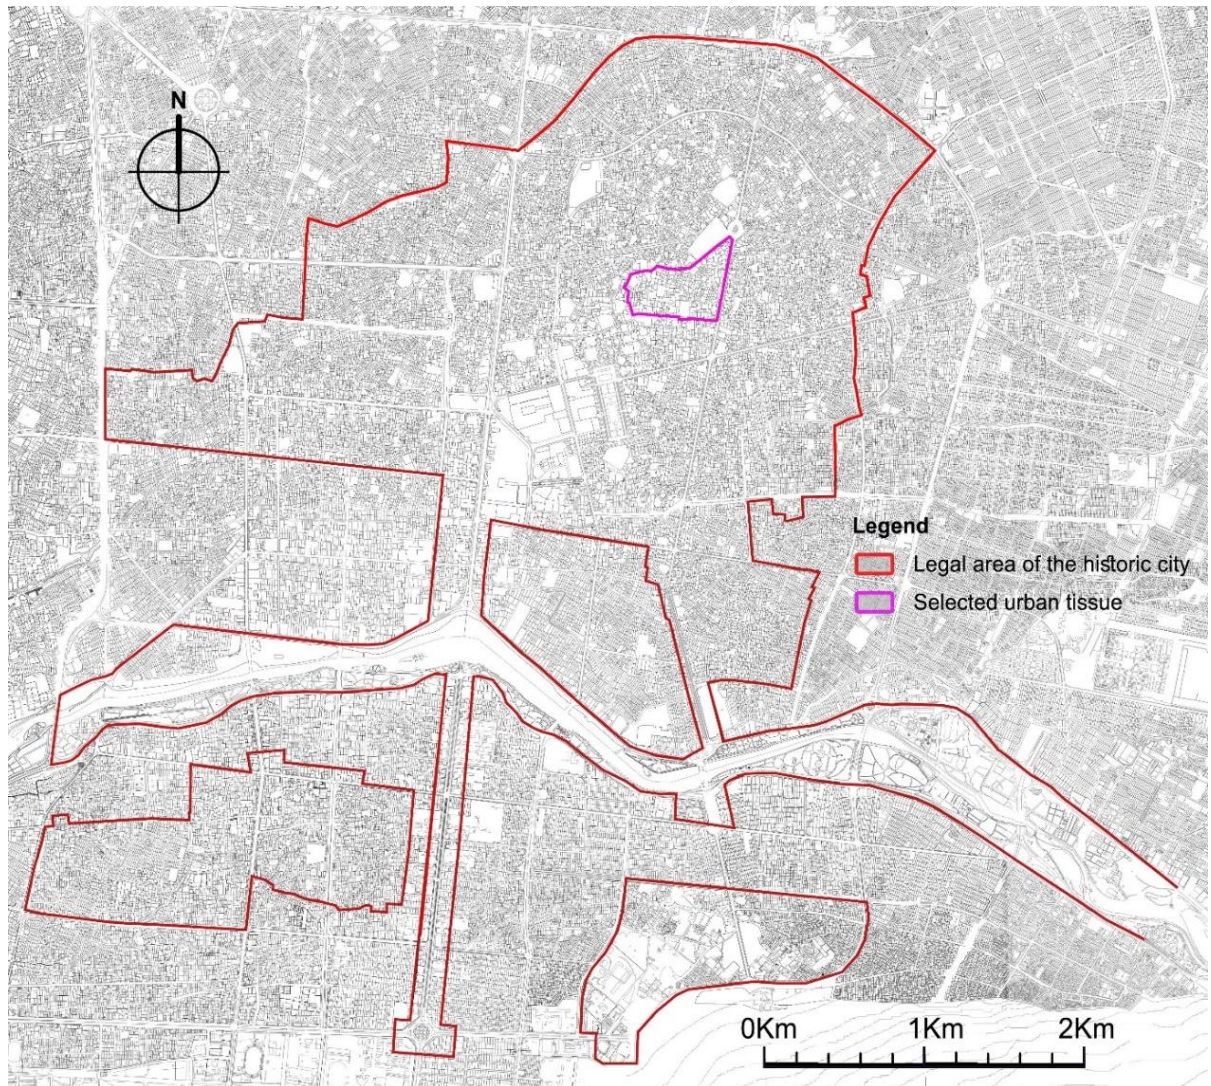 N
Legend
Legal area of the historic city
Selected urban tissue
0Km 1Km 2Km